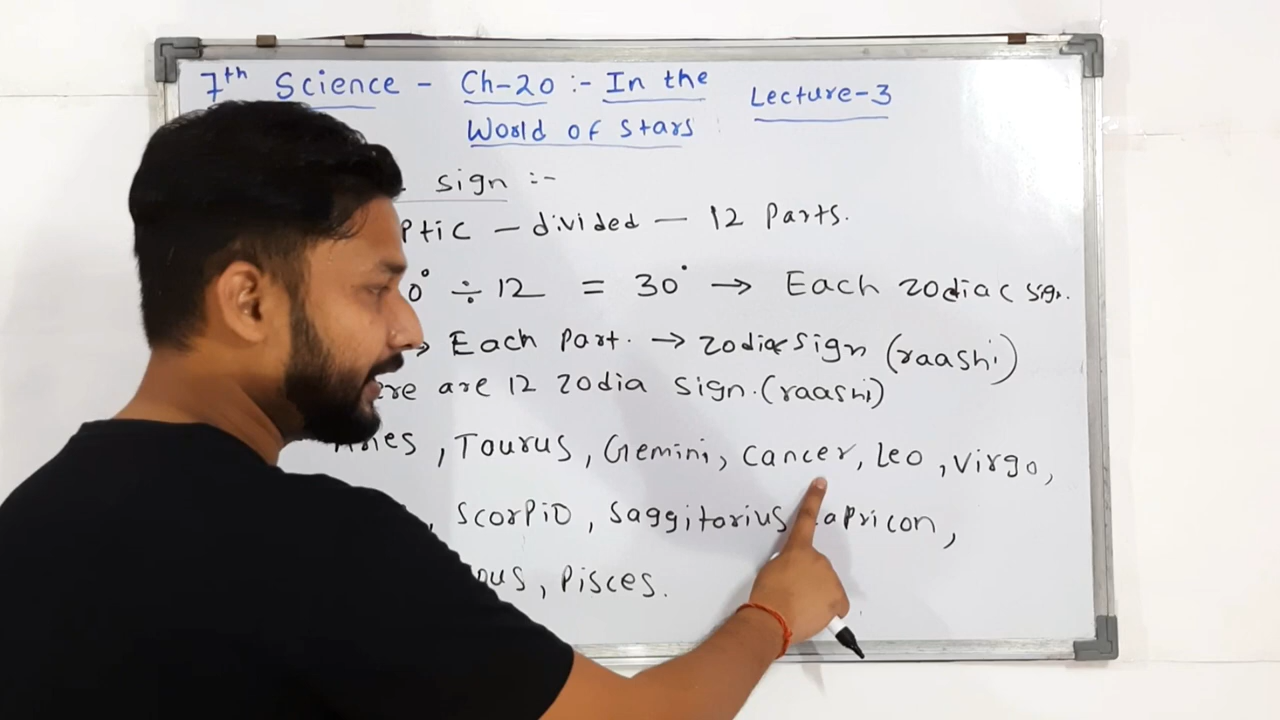 7th Science - Ch-20 :- In the World of Stars
Lecture-3
sign :-
ptic - divided - 12 Parts.
0° ÷ 12 = 30° → Each zodiac sign.
→ Each Part. → zodiac sign (raashi)
ere are 12 zodia sign. (raashi)
Aries, Taurus, Gemini, Cancer, Leo, Virgo,
, Scorpio, Saggitarius, Capricon,
ous, Pisces.